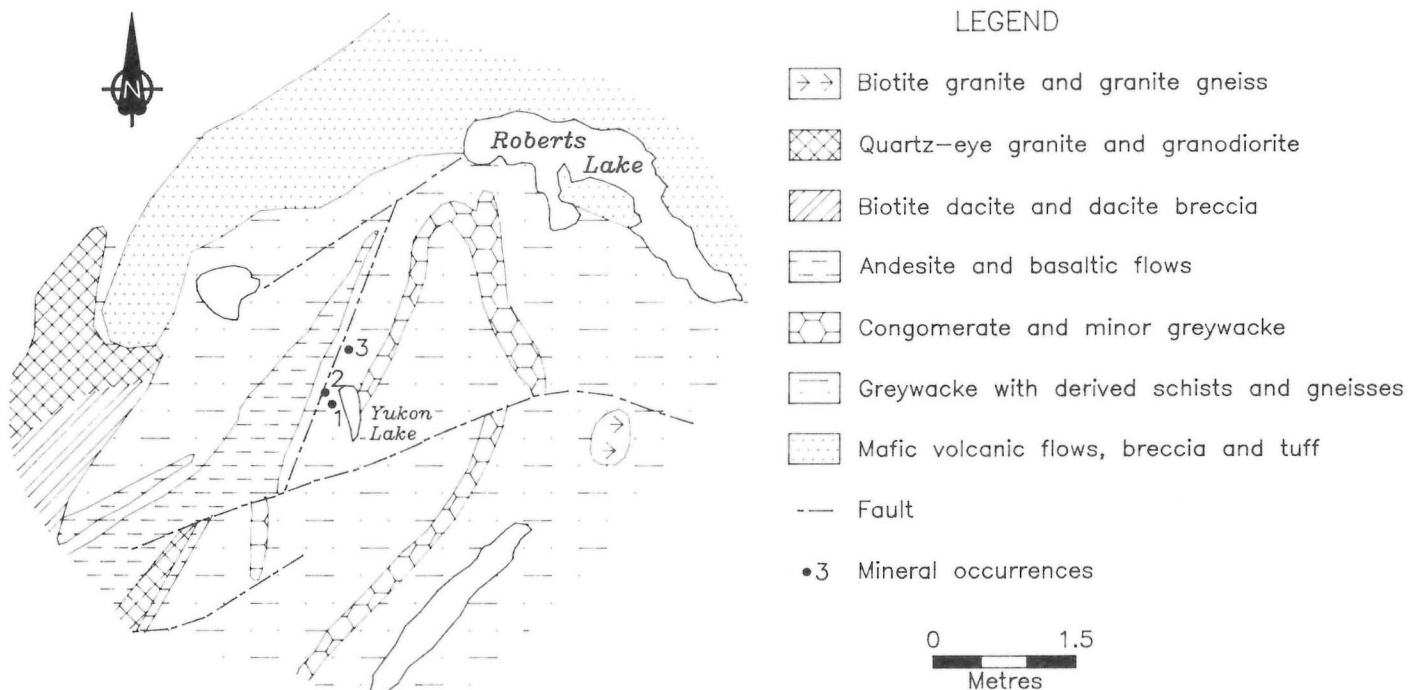 N
Roberts
Lake
3
2
1
Yukon
Lake
LEGEND
Biotite granite and granite gneiss
Quartz-eye granite and granodiorite
Biotite dacite and dacite breccia
Andesite and basaltic flows
Congomerate and minor greywacke
Greywacke with derived schists and gneisses
Mafic volcanic flows, breccia and tuff
Fault
3 Mineral occurrences
0 1.5
Metres